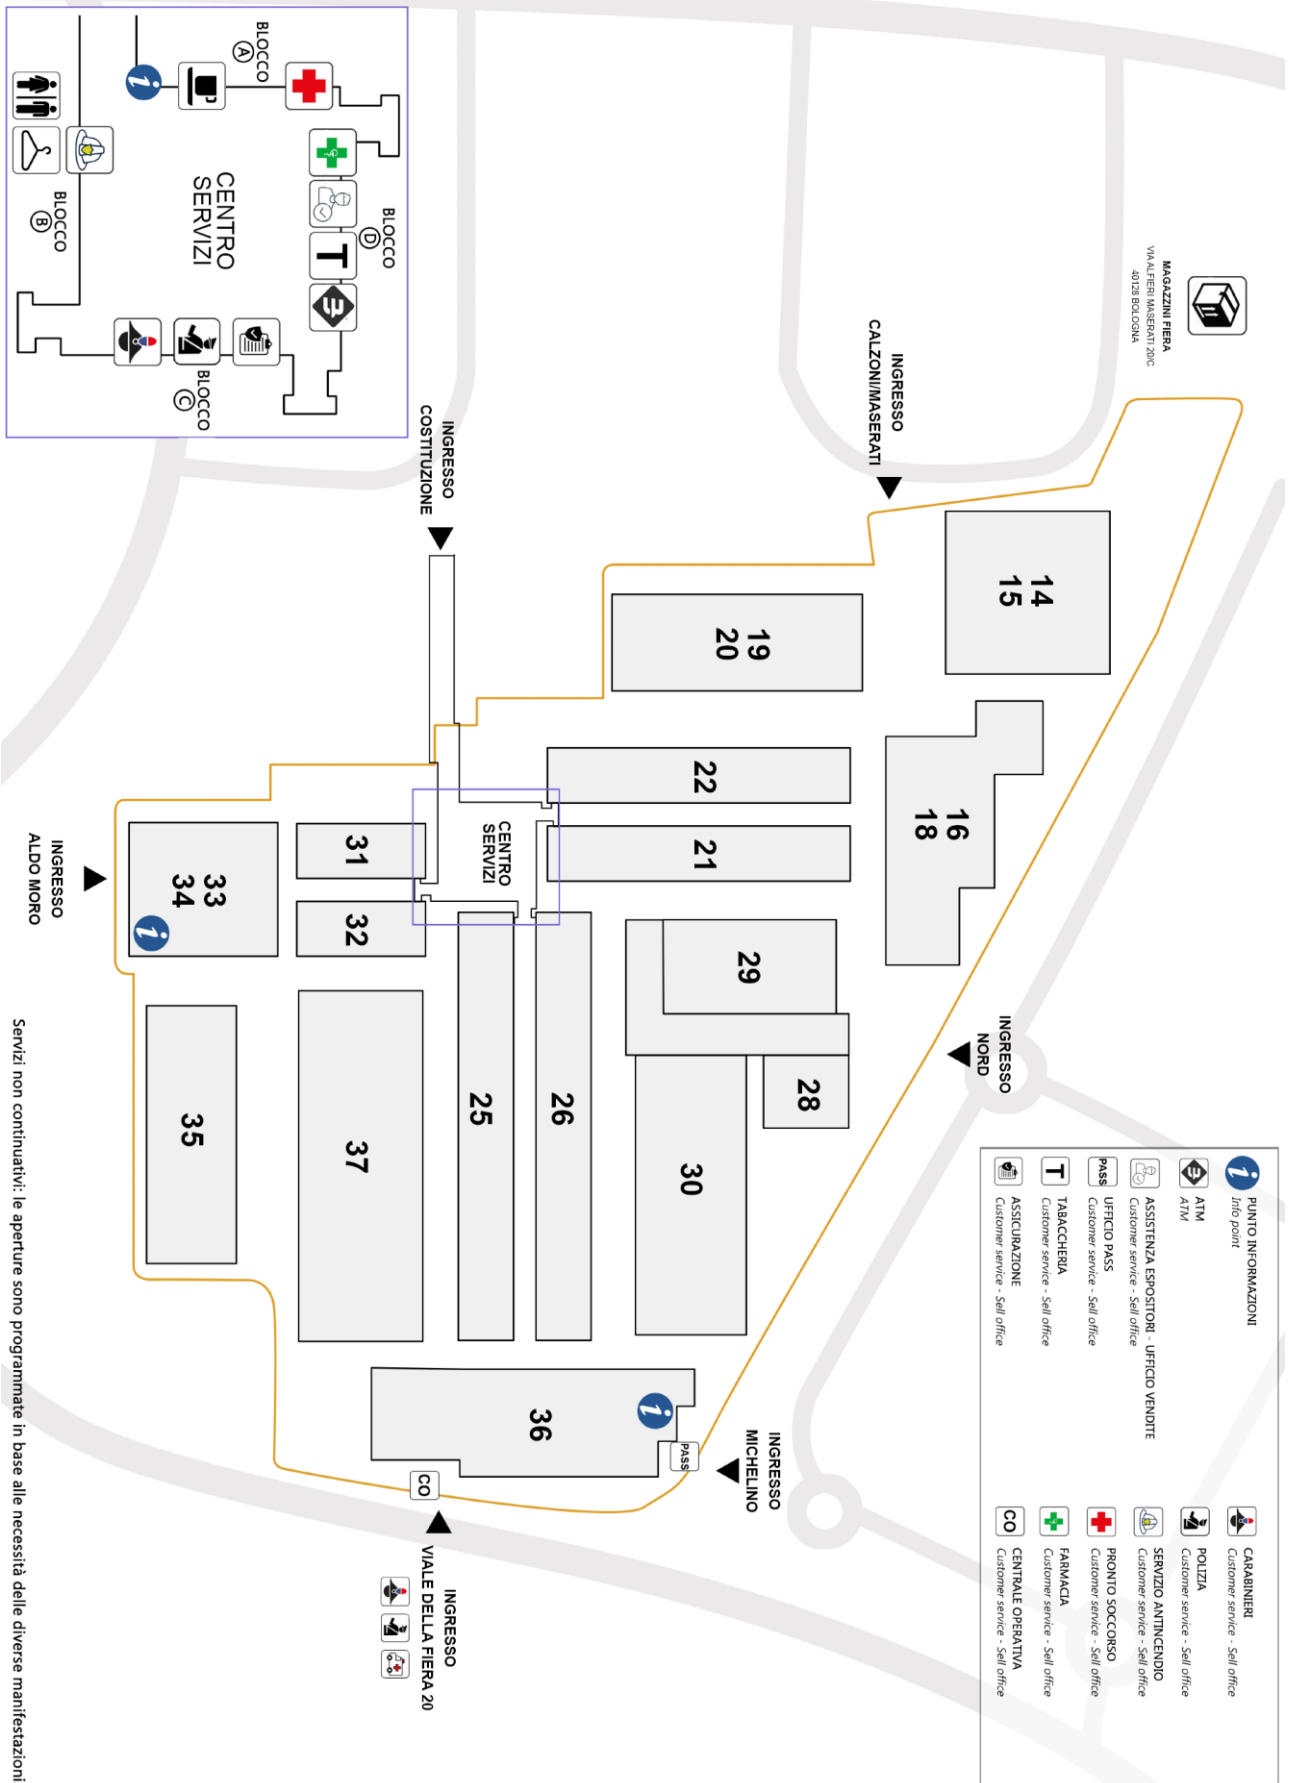 BLOCCO
A
BLOCCO
D
CENTRO
SERVIZI
BLOCCO
B
BLOCCO
C
T
MAGAZZINI FIERA
VIA ALFIERI MASERATI 20/C
40128 BOLOGNA
INGRESSO
CALZONI/MASERATI
INGRESSO
COSTITUZIONE
14
15
19
20
22
16
18
21
CENTRO
SERVIZI
31
32
33
34
INGRESSO
ALDO MORO
29
28
INGRESSO
NORD
35
37
25
26
30
36
PASS
CO
INGRESSO
MICHELINO
INGRESSO
VIALE DELLA FIERA 20
PUNTO INFORMAZIONI
Info point
ATM
ATM
ASSISTENZA ESPOSITORI - UFFICIO VENDITE
Customer service - Sell office
PASS
UFFICIO PASS
Customer service - Sell office
T
TABACCHERIA
Customer service - Sell office
ASSICURAZIONE
Customer service - Sell office
CARABINIERI
Customer service - Sell office
POLIZIA
Customer service - Sell office
SERVIZIO ANTINCENDIO
Customer service - Sell office
PRONTO SOCCORSO
Customer service - Sell office
FARMACIA
Customer service - Sell office
CO
CENTRALE OPERATIVA
Customer service - Sell office
Servizi non continuativi: le aperture sono programmate in base alle necessità delle diverse manifestazioni